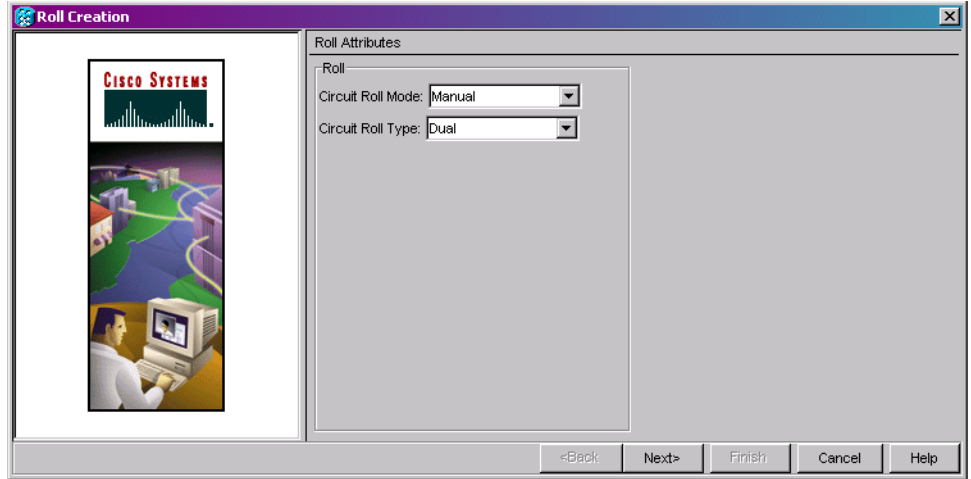 Roll Creation
CISCO SYSTEMS
Roll Attributes
Roll
Circuit Roll Mode: Manual
Circuit Roll Type: Dual
<Back Next> Finish Cancel Help